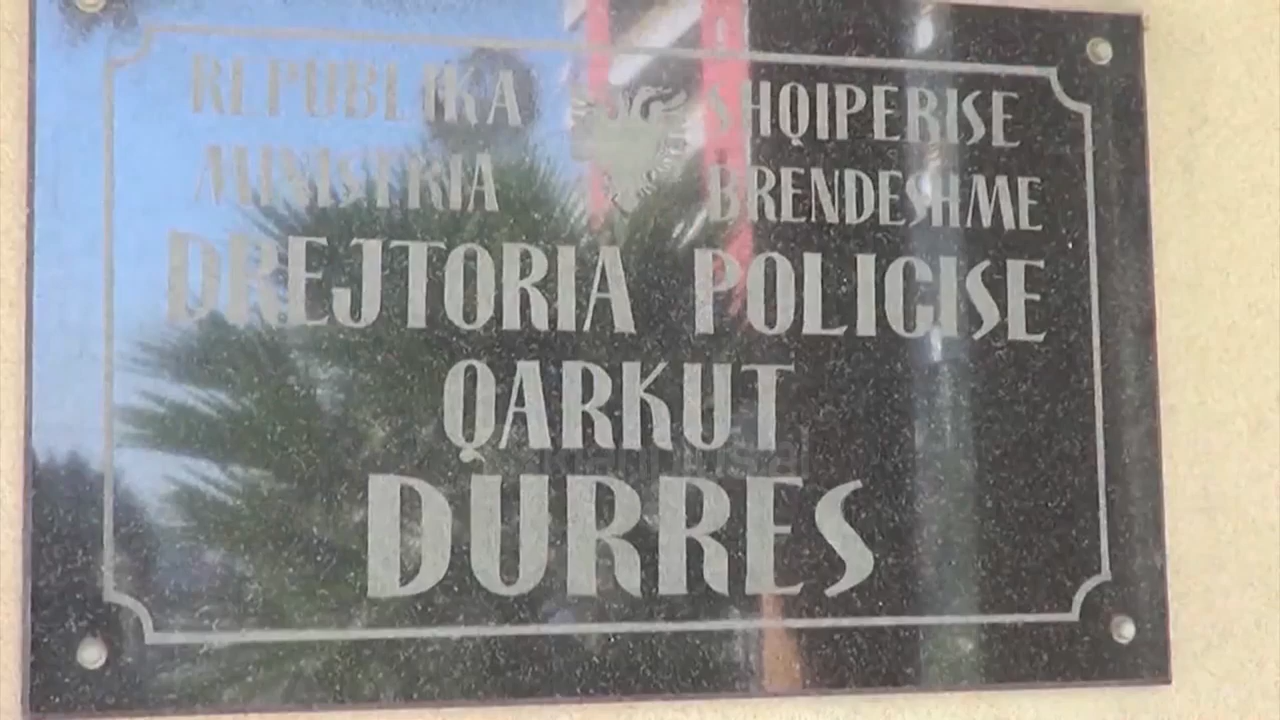 REPUBLIKA SHQIPERISE
MINISTRIA BRENDESHME
DREJTORIA POLICISE
QARKUT
DURRES